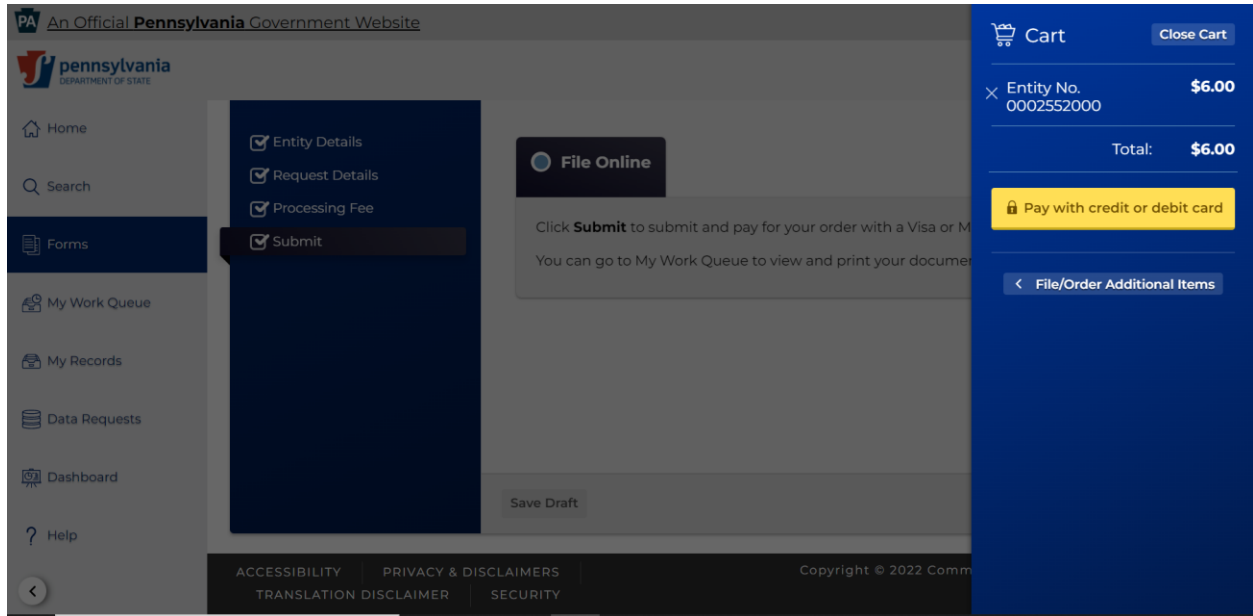 PA An Official Pennsylvania Government Website
pennsylvania
DEPARTMENT OF STATE
Home
Search
Forms
My Work Queue
My Records
Data Requests
Dashboard
Help
Entity Details
Request Details
Processing Fee
Submit
File Online
Click Submit to submit and pay for your order with a Visa or M
You can go to My Work Queue to view and print your documen
Save Draft
ACCESSIBILITY PRIVACY & DISCLAIMERS
TRANSLATION DISCLAIMER SECURITY
Copyright © 2022 Comm
Cart Close Cart
Entity No. $6.00
0002552000
Total: $6.00
Pay with credit or debit card
File/Order Additional Items